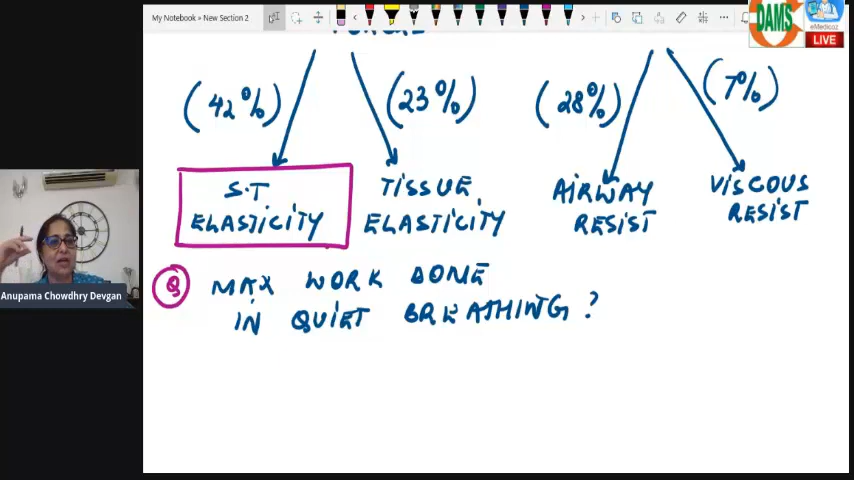 My Notebook » New Section 2
DAMS
eMedicoz
LIVE
(42%)
(23%)
(28%)
(7%)
S.T
ELASTICITY
TISSUE
ELASTICITY
AIRWAY
RESIST
VISCOUS
RESIST
Q MAX WORK DONE
IN QUIET BREATHING?
Anupama Chowdhry Devgan